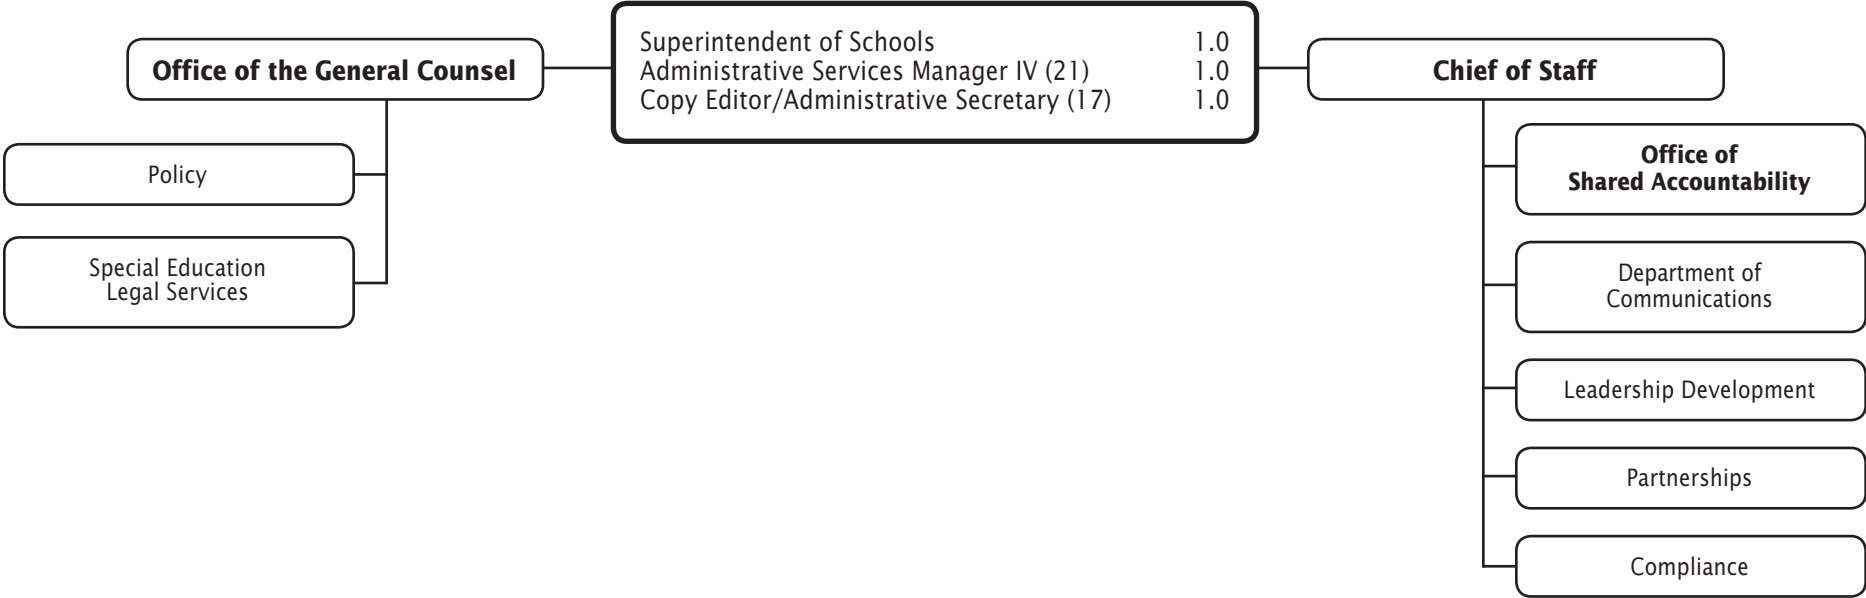 Office of the General Counsel
Policy
Special Education
Legal Services
Superintendent of Schools 1.0
Administrative Services Manager IV (21) 1.0
Copy Editor/Administrative Secretary (17) 1.0
Chief of Staff
Office of
Shared Accountability
Department of
Communications
Leadership Development
Partnerships
Compliance